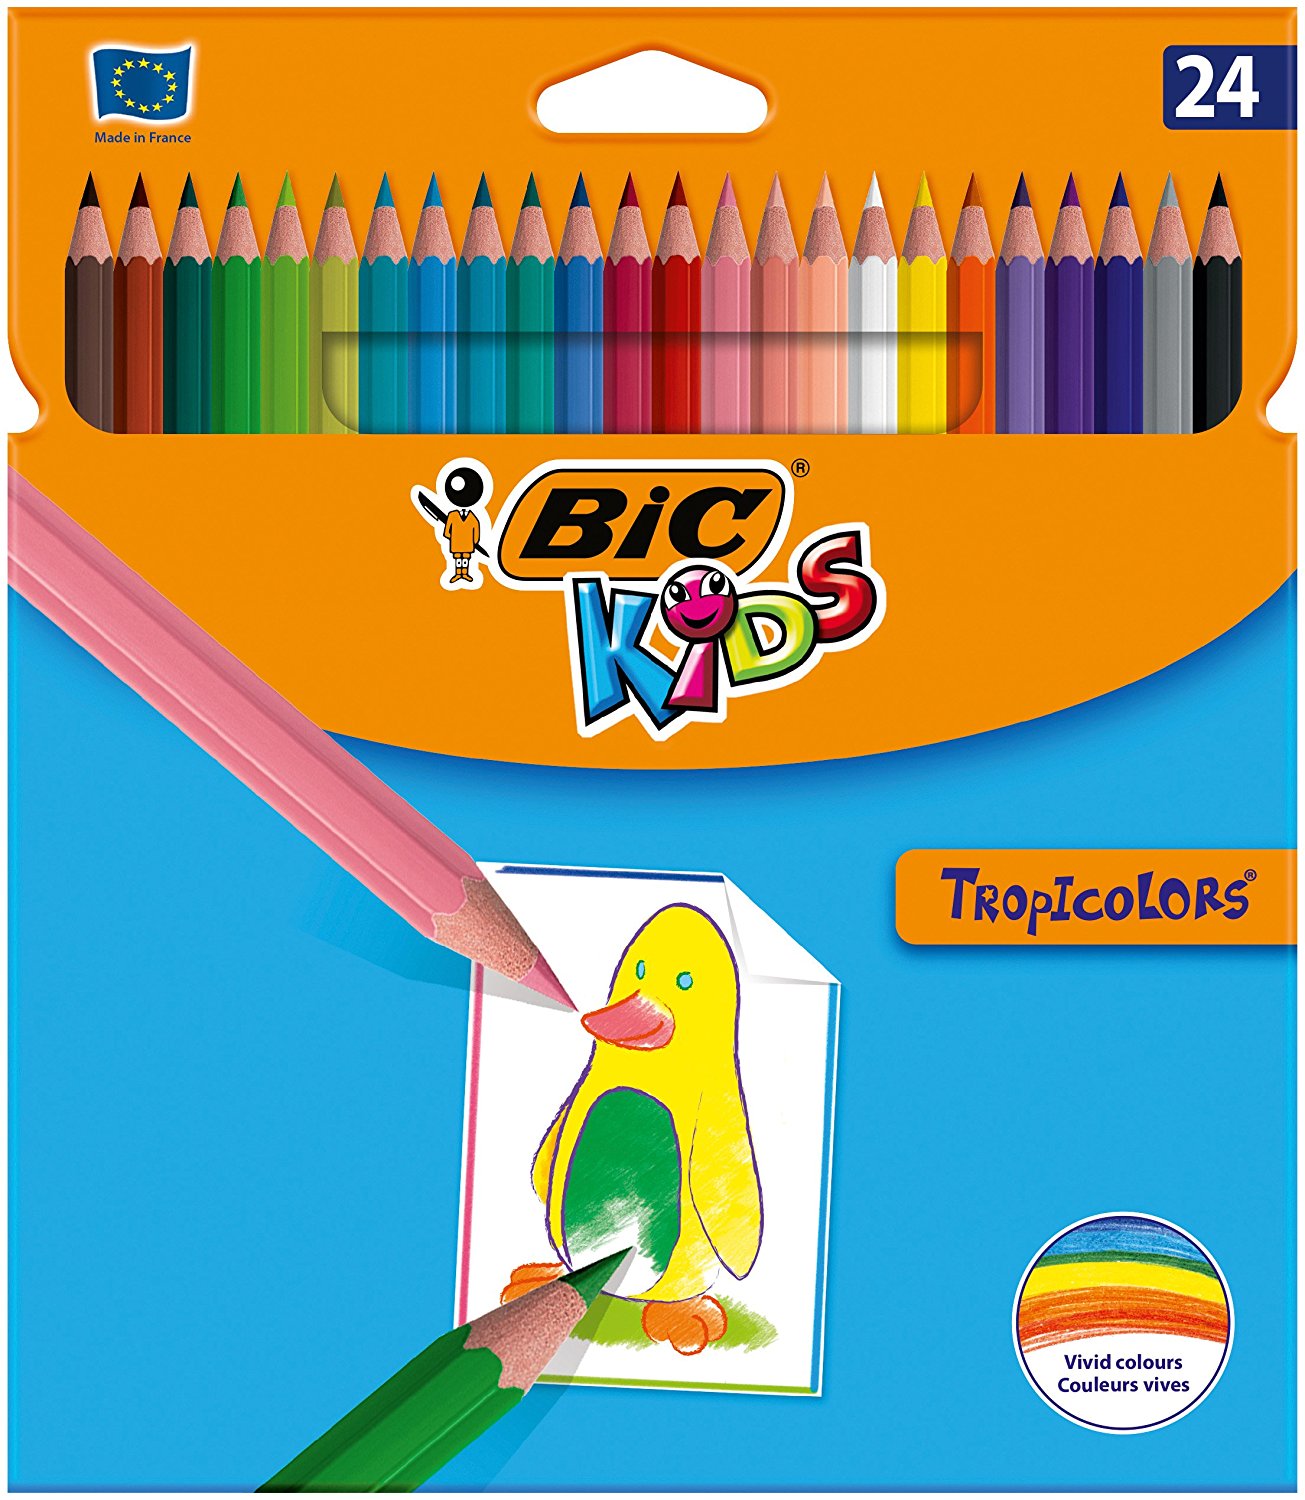 Made in France
24
BiC®
KiDS
TROPICOLORS®
Vivid colours
Couleurs vives